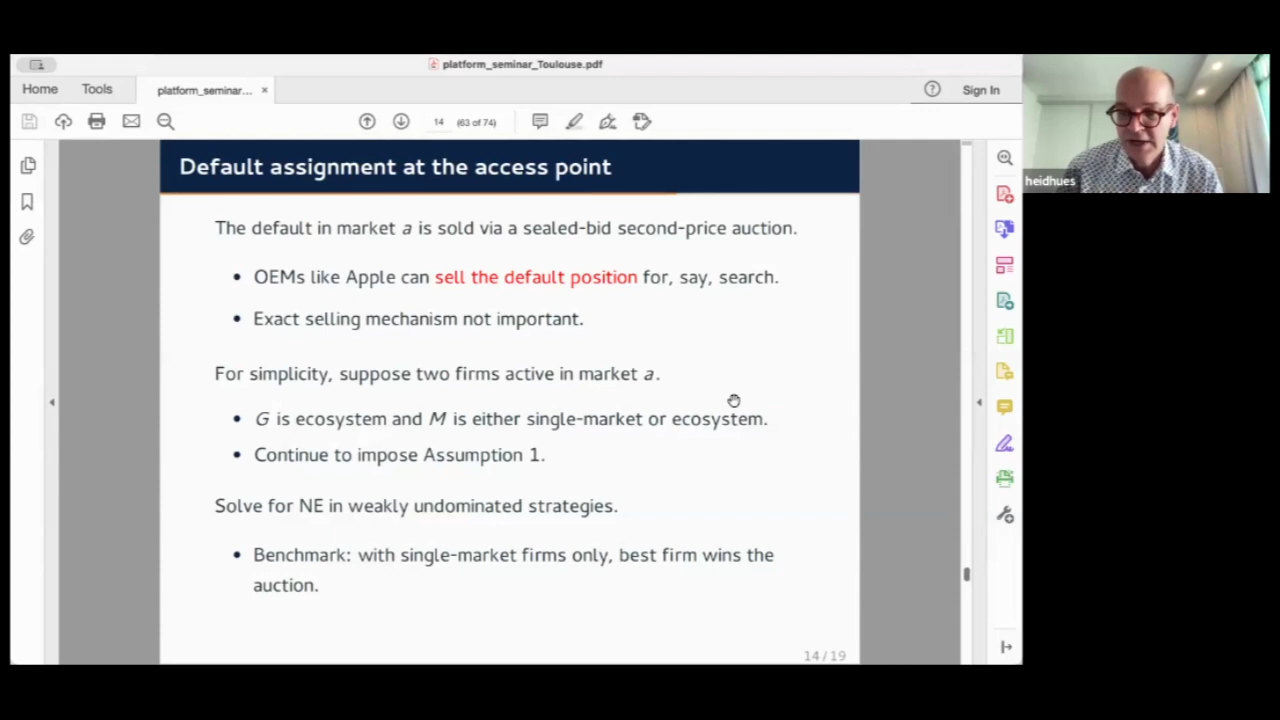 platform_seminar_Toulouse.pdf
Home Tools platform_seminar... × Sign In
14 (63 of 74)
Default assignment at the access point
heidhues
The default in market a is sold via a sealed-bid second-price auction.
• OEMs like Apple can sell the default position for, say, search.
• Exact selling mechanism not important.
For simplicity, suppose two firms active in market a.
• G is ecosystem and M is either single-market or ecosystem.
• Continue to impose Assumption 1.
Solve for NE in weakly undominated strategies.
• Benchmark: with single-market firms only, best firm wins the
auction.
14/19